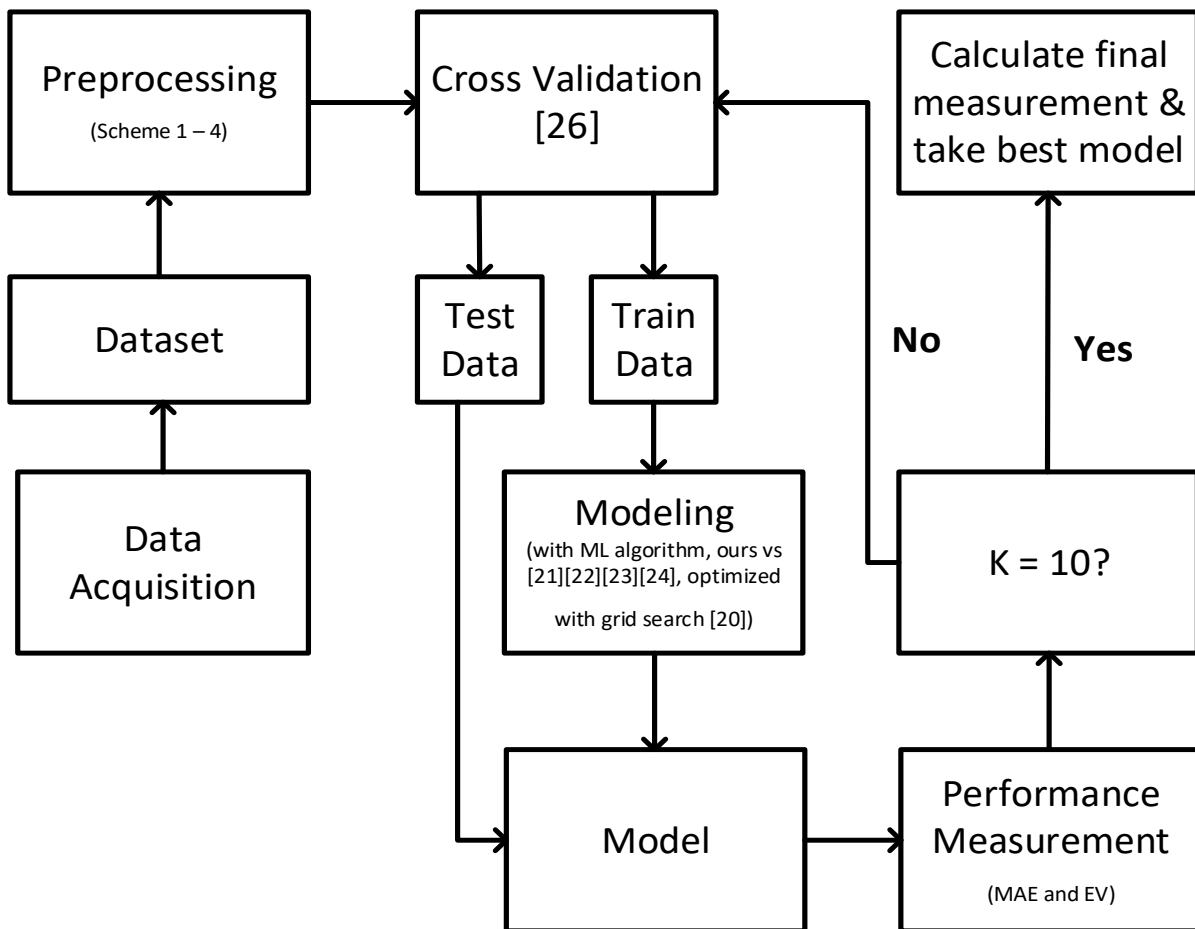 Preprocessing
(Scheme 1 – 4)
Cross Validation
[26]
Calculate final
measurement &
take best model
Dataset
Test
Data
Train
Data
No
Yes
Data
Acquisition
Modeling
(with ML algorithm, ours vs
[21][22][23][24], optimized
with grid search [20])
K = 10?
Model
Performance
Measurement
(MAE and EV)